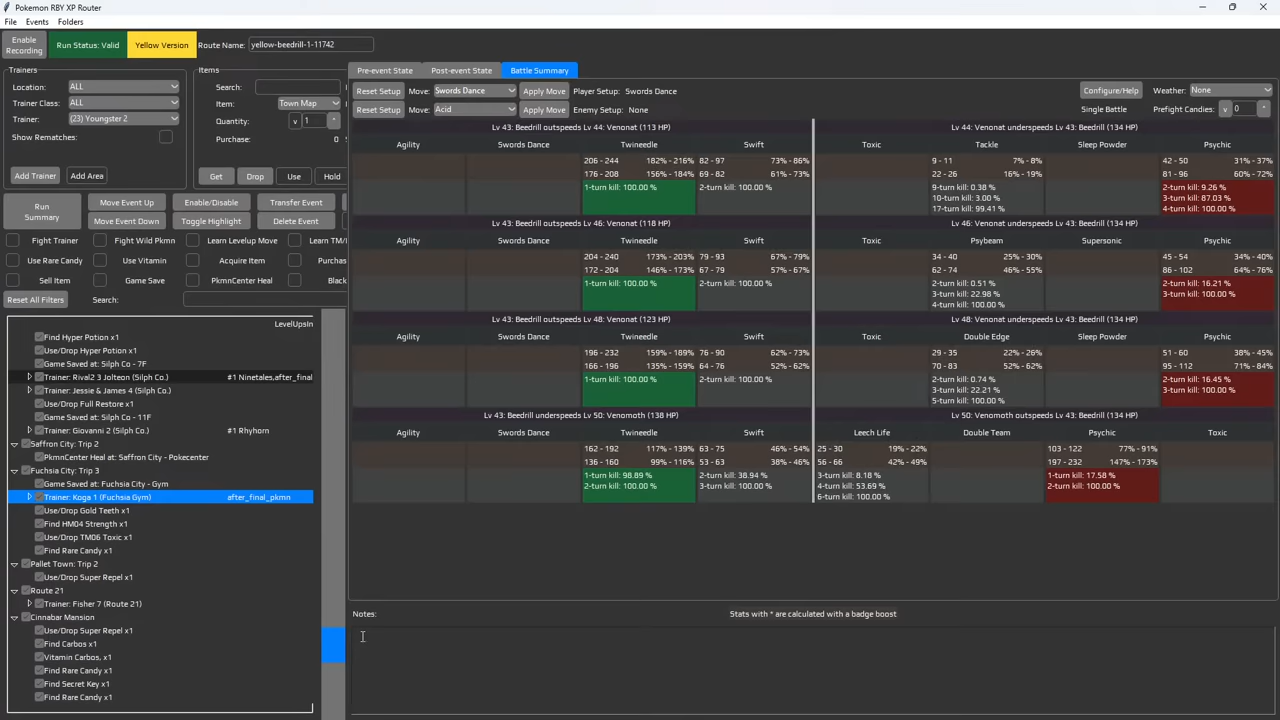 Pokemon RBY XP Router
File Events Folders
Enable Recording
Run Status: Valid
Yellow Version
Route Name: yellow-beedrill-1-11742
Trainers
Location: ALL
Trainer Class: ALL
Trainer: (23) Youngster 2
Show Rematches:
Add Trainer Add Area
Items
Search:
Item: Town Map
Quantity: v 1 ^
Purchase: 0
Get Drop Use Hold
Run Summary
Move Event Up Enable/Disable Transfer Event
Move Event Down Toggle Highlight Delete Event
Fight Trainer Fight Wild Pkmn Learn Levelup Move Learn TM/
Use Rare Candy Use Vitamin Acquire Item Purchas
Sell Item Game Save PkmnCenter Heal Black
Reset All Filters Search:
LevelUpsIn
Find Hyper Potion x1
Use/Drop Hyper Potion x1
Game Saved at: Silph Co - 7F
Trainer: Rival2 3 Jolteon (Silph Co.) #1 Ninetales,after_final
Trainer: Jessie & James 4 (Silph Co.)
Use/Drop Full Restore x1
Game Saved at: Silph Co - 11F
Trainer: Giovanni 2 (Silph Co.) #1 Rhyhorn
Saffron City: Trip 2
PkmnCenter Heal at: Saffron City - Pokecenter
Fuchsia City: Trip 3
Game Saved at: Fuchsia City - Gym
Trainer: Koga 1 (Fuchsia Gym) after_final_pkmn
Use/Drop Gold Teeth x1
Find HM04 Strength x1
Use/Drop TM06 Toxic x1
Find Rare Candy x1
Pallet Town: Trip 2
Use/Drop Super Repel x1
Route 21
Trainer: Fisher 7 (Route 21)
Cinnabar Mansion
Use/Drop Super Repel x1
Find Carbos x1
Vitamin Carbos, x1
Find Rare Candy x1
Find Secret Key x1
Find Rare Candy x1
Pre-event State Post-event State Battle Summary
Reset Setup Move: Swords Dance Apply Move Player Setup: Swords Dance
Configure/Help Weather: None
Reset Setup Move: Acid Apply Move Enemy Setup: None
Single Battle Prefight Candies: v 0 ^
Lv 43: Beedrill outspeeds Lv 44: Venonat (113 HP) Lv 44: Venonat underspeeds Lv 43: Beedrill (134 HP)
Agility Swords Dance Twineedle Swift Toxic Tackle Sleep Powder Psychic
206 - 244 182% - 216% 82 - 97 73% - 86% 9 - 11 7% - 8% 42 - 50 31% - 37%
176 - 208 156% - 184% 69 - 82 61% - 73% 22 - 26 16% - 19% 81 - 96 60% - 72%
1-turn kill: 100.00 % 2-turn kill: 100.00 % 9-turn kill: 0.38 % 2-turn kill: 9.26 %
10-turn kill: 3.00 % 3-turn kill: 87.03 %
17-turn kill: 99.41 % 4-turn kill: 100.00 %
Lv 43: Beedrill outspeeds Lv 46: Venonat (118 HP) Lv 46: Venonat underspeeds Lv 43: Beedrill (134 HP)
Agility Swords Dance Twineedle Swift Toxic Psybeam Supersonic Psychic
204 - 240 173% - 203% 79 - 93 67% - 79% 34 - 40 25% - 30% 45 - 54 34% - 40%
172 - 204 146% - 173% 67 - 79 57% - 67% 62 - 74 46% - 55% 86 - 102 64% - 76%
1-turn kill: 100.00 % 2-turn kill: 100.00 % 2-turn kill: 0.51 % 2-turn kill: 16.21 %
3-turn kill: 22.98 % 3-turn kill: 100.00 %
4-turn kill: 100.00 %
Lv 43: Beedrill outspeeds Lv 48: Venonat (123 HP) Lv 48: Venonat underspeeds Lv 43: Beedrill (134 HP)
Agility Swords Dance Twineedle Swift Toxic Double Edge Sleep Powder Psychic
196 - 232 159% - 189% 76 - 90 62% - 73% 29 - 35 22% - 26% 51 - 60 38% - 45%
166 - 196 135% - 159% 64 - 76 52% - 62% 70 - 83 52% - 62% 95 - 112 71% - 84%
1-turn kill: 100.00 % 2-turn kill: 100.00 % 2-turn kill: 0.74 % 2-turn kill: 16.45 %
3-turn kill: 22.21 % 3-turn kill: 100.00 %
5-turn kill: 100.00 %
Lv 43: Beedrill underspeeds Lv 50: Venomoth (138 HP) Lv 50: Venomoth outspeeds Lv 43: Beedrill (134 HP)
Agility Swords Dance Twineedle Swift Leech Life Double Team Psychic Toxic
162 - 192 117% - 139% 63 - 75 46% - 54% 25 - 30 19% - 22% 103 - 122 77% - 91%
136 - 160 99% - 116% 53 - 63 38% - 46% 56 - 66 42% - 49% 197 - 232 147% - 173%
1-turn kill: 98.89 % 2-turn kill: 38.94 % 3-turn kill: 8.18 % 1-turn kill: 17.58 %
2-turn kill: 100.00 % 3-turn kill: 100.00 % 4-turn kill: 53.69 % 2-turn kill: 100.00 %
6-turn kill: 100.00 %
Notes: Stats with * are calculated with a badge boost